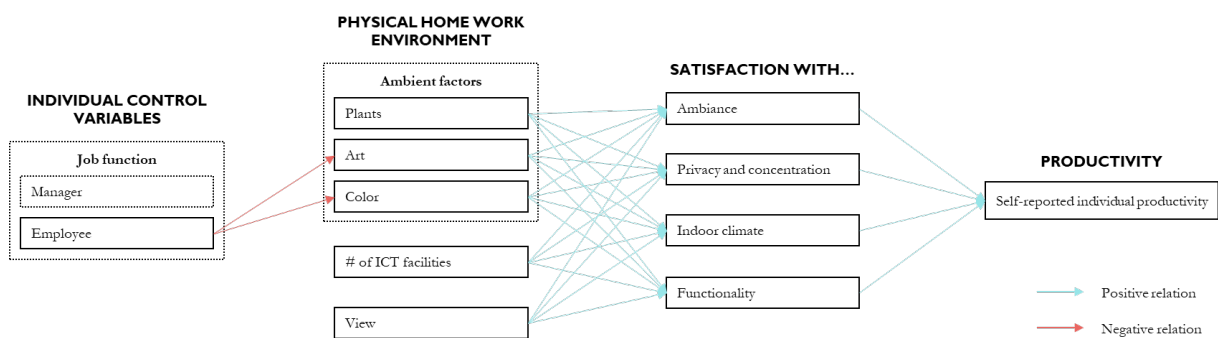 INDIVIDUAL CONTROL
VARIABLES
Job function
Manager
Employee
PHYSICAL HOME WORK
ENVIRONMENT
Ambient factors
Plants
Art
Color
# of ICT facilities
View
SATISFACTION WITH...
Ambiance
Privacy and concentration
Indoor climate
Functionality
PRODUCTIVITY
Self-reported individual productivity
Positive relation
Negative relation